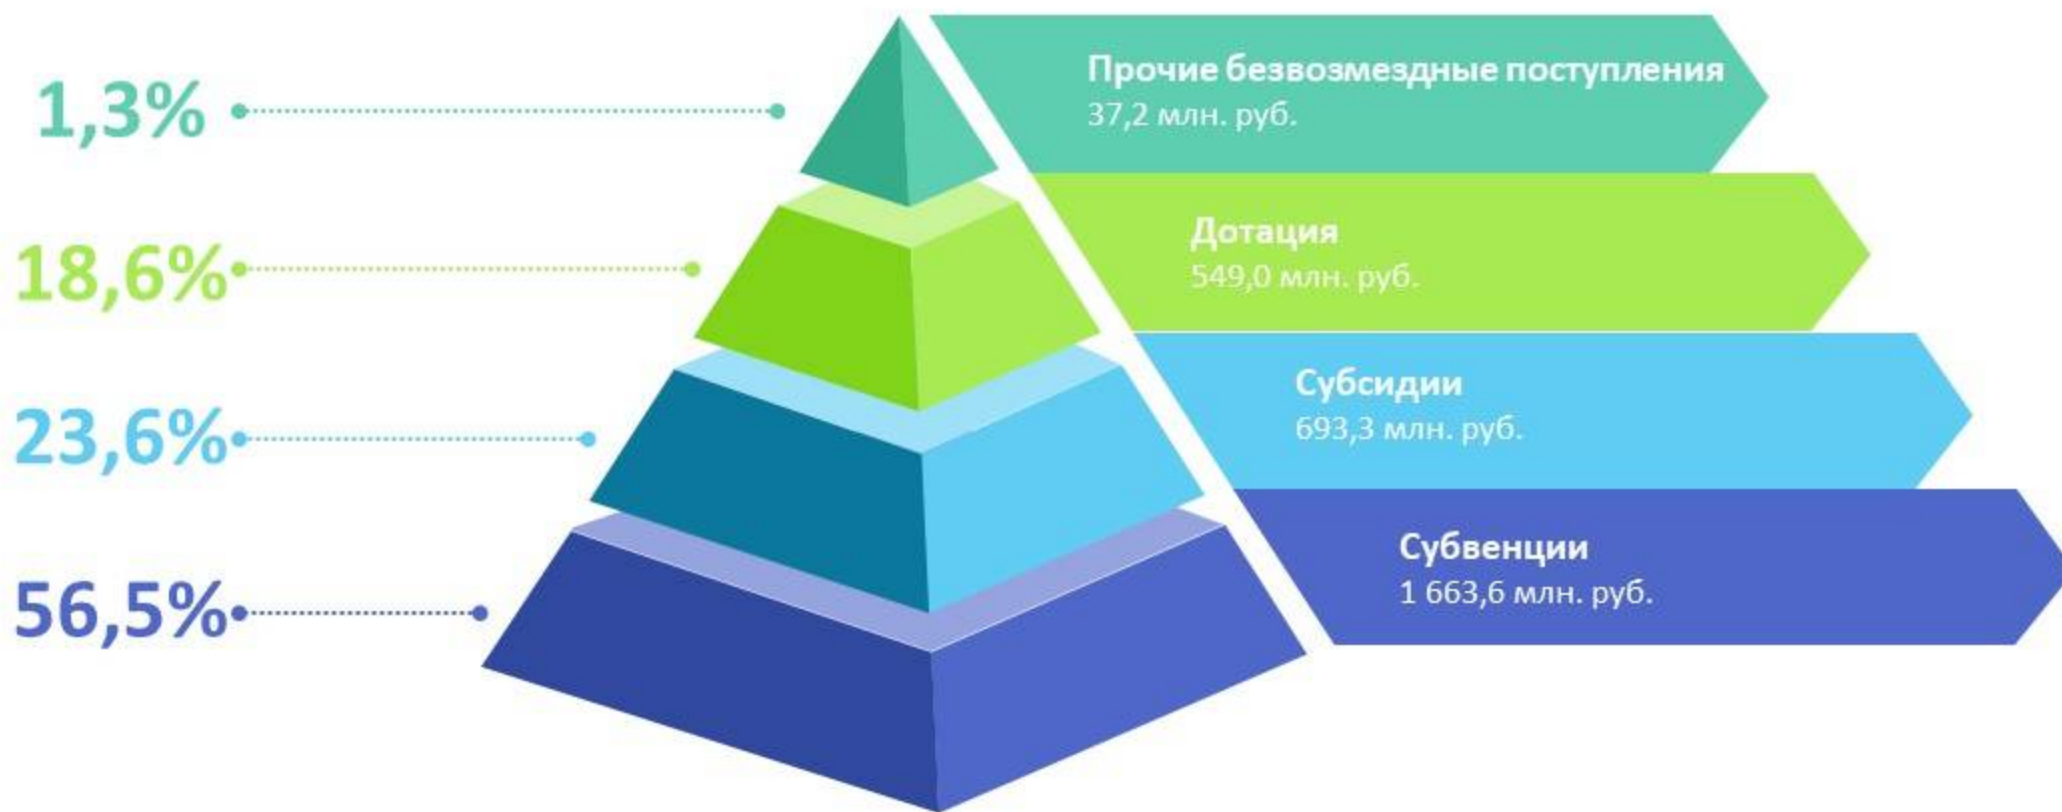 1,3%
Прочие безвозмездные поступления
37,2 млн. руб.
18,6%
Дотация
549,0 млн. руб.
23,6%
Субсидии
693,3 млн. руб.
56,5%
Субвенции
1 663,6 млн. руб.